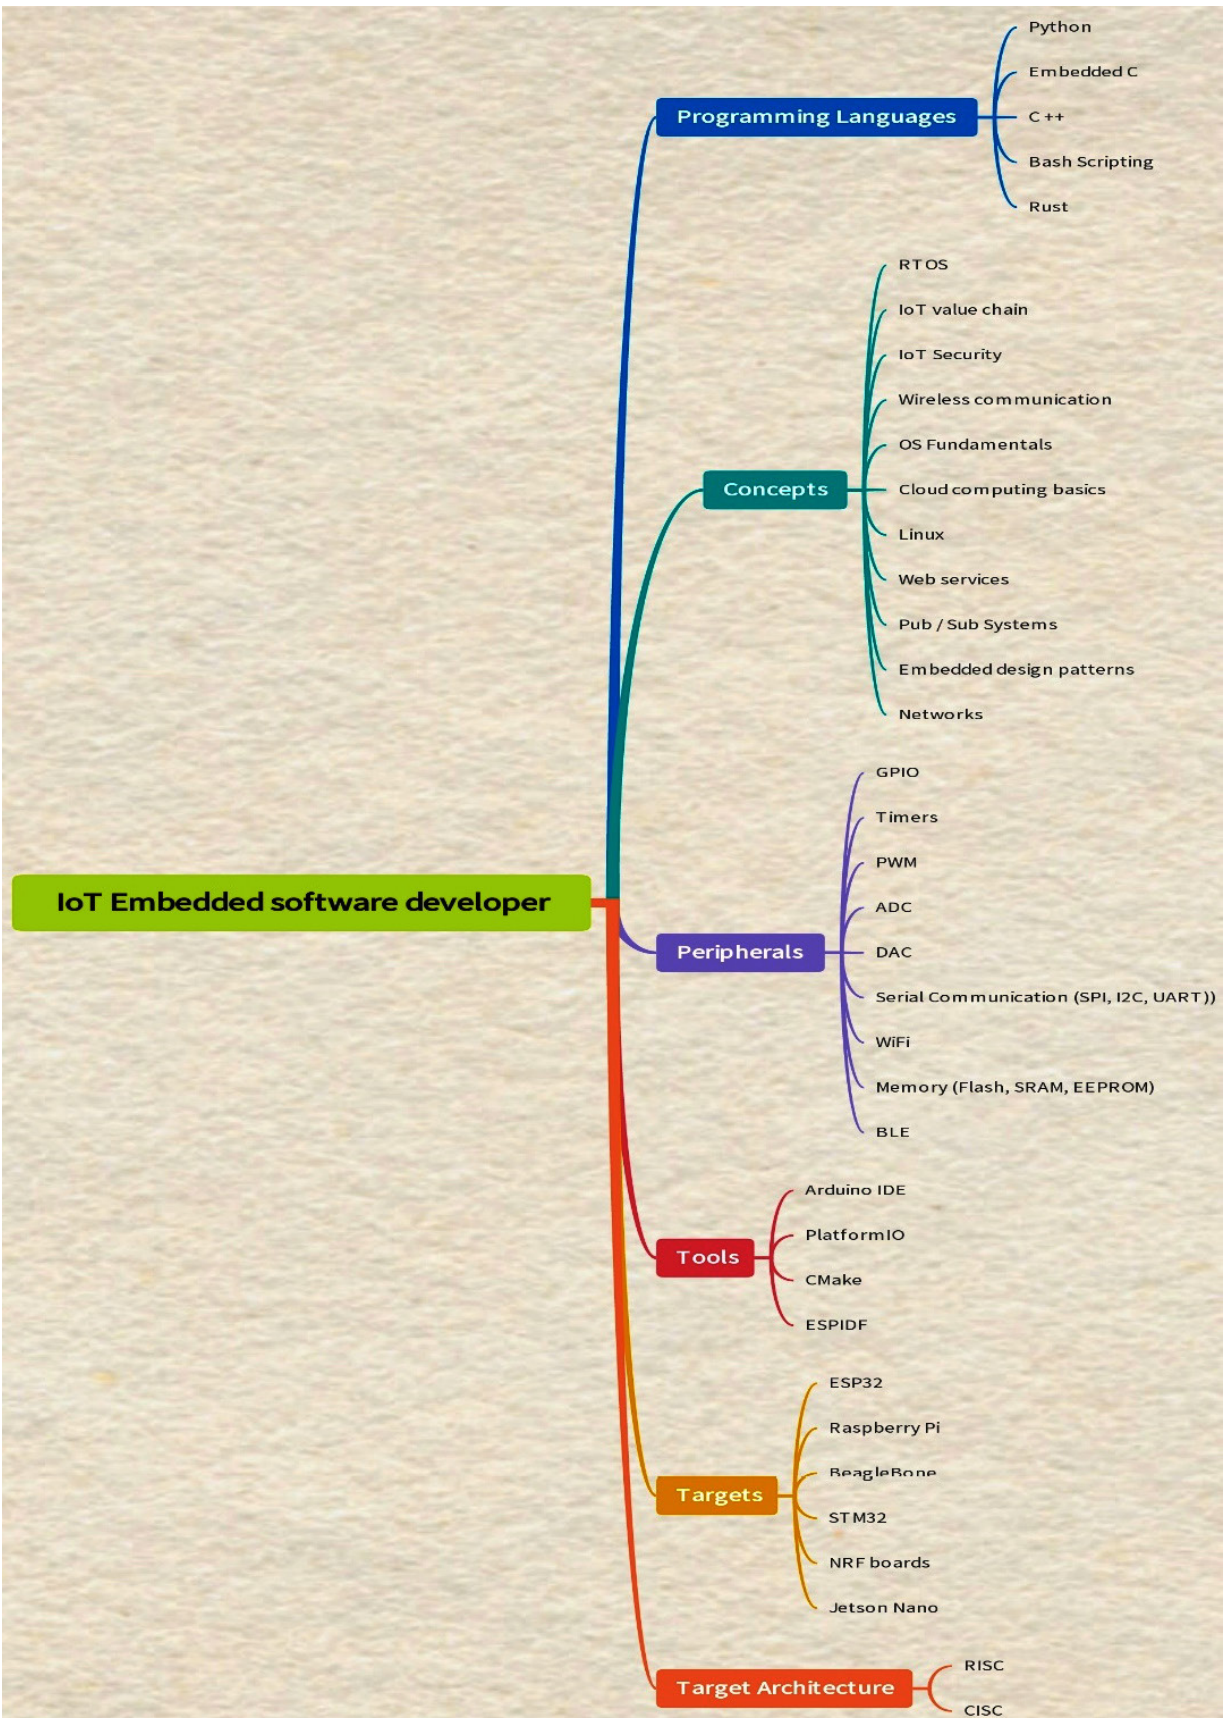 Python
Embedded C
Programming Languages
C ++
Bash Scripting
Rust
RTOS
IoT value chain
IoT Security
Wireless communication
OS Fundamentals
Concepts
Cloud computing basics
Linux
Web services
Pub / Sub Systems
Embedded design patterns
Networks
IoT Embedded software developer
GPIO
Timers
PWM
ADC
Peripherals
DAC
Serial Communication (SPI, I2C, UART))
WiFi
Memory (Flash, SRAM, EEPROM)
BLE
Arduino IDE
PlatformIO
Tools
CMake
ESPIDF
ESP32
Raspberry Pi
BeagleBone
Targets
STM32
NRF boards
Jetson Nano
RISC
Target Architecture
CISC